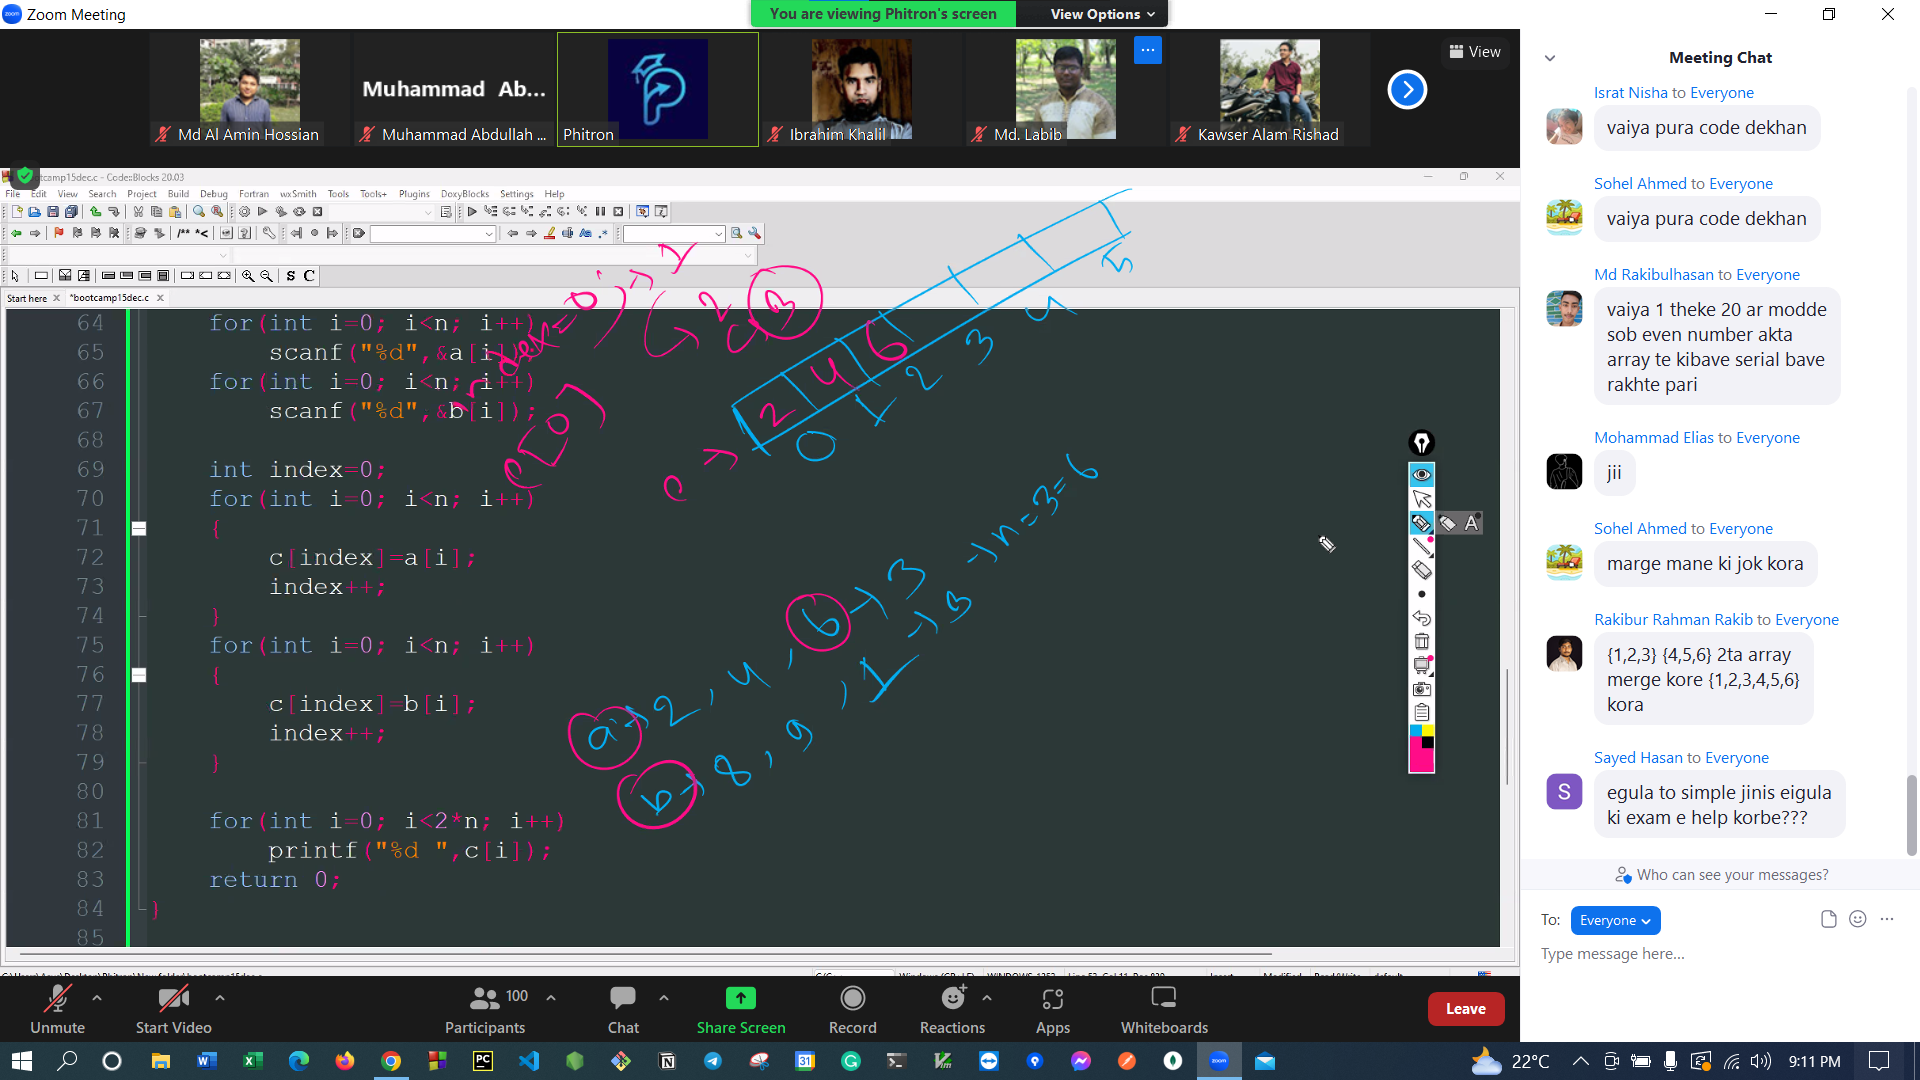 Zoom Meeting
You are viewing Phitron's screen
View Options
Muhammad Ab...
View
Md Al Amin Hossian
Muhammad Abdullah ...
Phitron
Ibrahim Khalil
Md. Labib
Kawser Alam Rishad
bootcamp15dec.c - Code::Blocks 20.03
File Edit View Search Project Build Debug Fortran wxSmith Tools Tools+ Plugins DoxyBlocks Settings Help
Start here
*bootcamp15dec.c
64 for(int i=0; i<n; i++)
65 scanf("%d",&a[i]);
66 for(int i=0; i<n; i++)
67 scanf("%d",&b[i]);
68
69 int index=0;
70 for(int i=0; i<n; i++)
71 {
72 c[index]=a[i];
73 index++;
74 }
75 for(int i=0; i<n; i++)
76 {
77 c[index]=b[i];
78 index++;
79 }
80
81 for(int i=0; i<2*n; i++)
82 printf("%d ",c[i]);
83 return 0;
84 }
85
index=0
1
2
3
c[0]
c
2 4 6
0 1 2 3 4 5
a→2, 4, 6→3
b→8, 9, 1→3
→n=3=6
Meeting Chat
Israt Nisha to Everyone
vaiya pura code dekhan
Sohel Ahmed to Everyone
vaiya pura code dekhan
Md Rakibulhasan to Everyone
vaiya 1 theke 20 ar modde
sob even number akta
array te kibave serial bave
rakhte pari
Mohammad Elias to Everyone
jii
Sohel Ahmed to Everyone
marge mane ki jok kora
Rakibur Rahman Rakib to Everyone
{1,2,3} {4,5,6} 2ta array
merge kore {1,2,3,4,5,6}
kora
Sayed Hasan to Everyone
egula to simple jinis eigula
ki exam e help korbe???
Who can see your messages?
To: Everyone
Type message here...
Unmute
Start Video
100
Participants
Chat
Share Screen
Record
Reactions
Apps
Whiteboards
Leave
22°C
9:11 PM